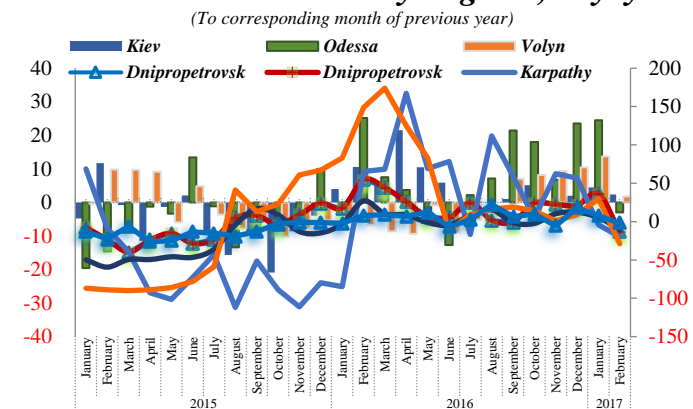 (To corresponding month of previous year)
Kiev Odessa Volyn
Dnipropetrovsk Dnipropetrovsk Karpathy
40 200
30 150
20 100
10 50
0 0
-10 -50
-20 -100
-30 -150
-40
January February March April May June July August September October November December January February March April May June July August September October November December January February
2015 2016 2017